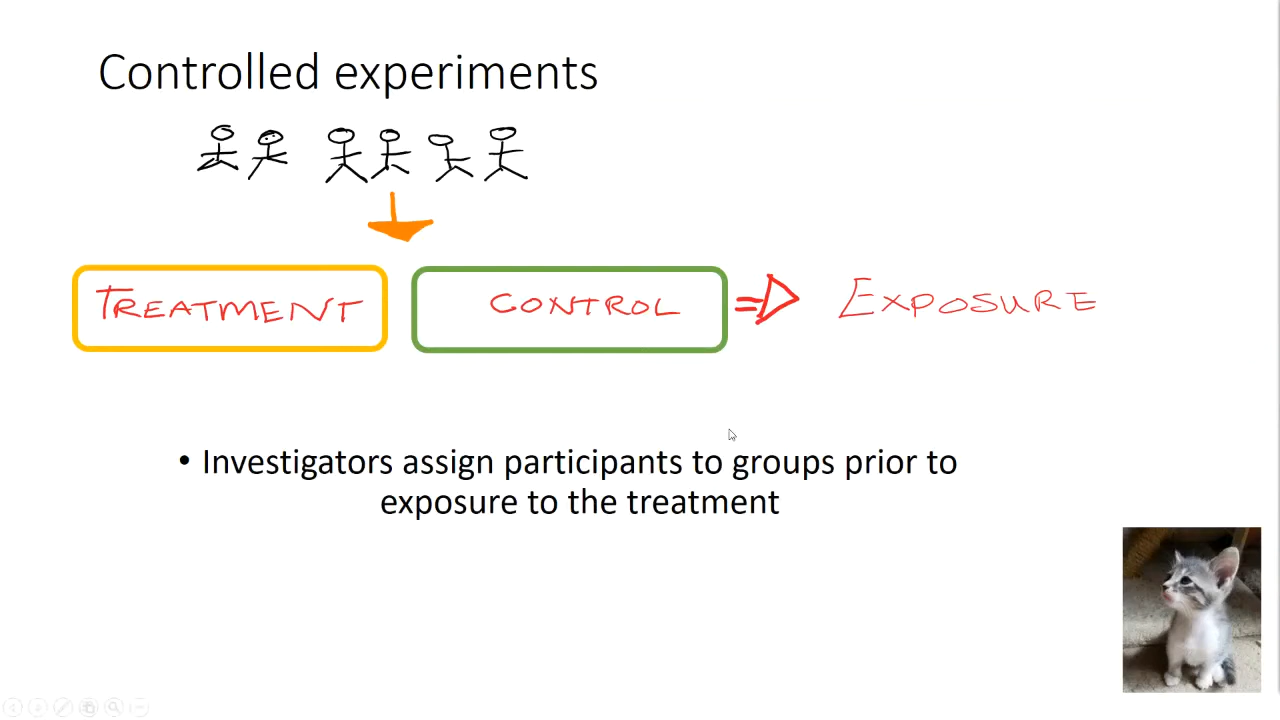 Controlled experiments
TREATMENT
CONTROL
EXPOSURE
• Investigators assign participants to groups prior to
exposure to the treatment